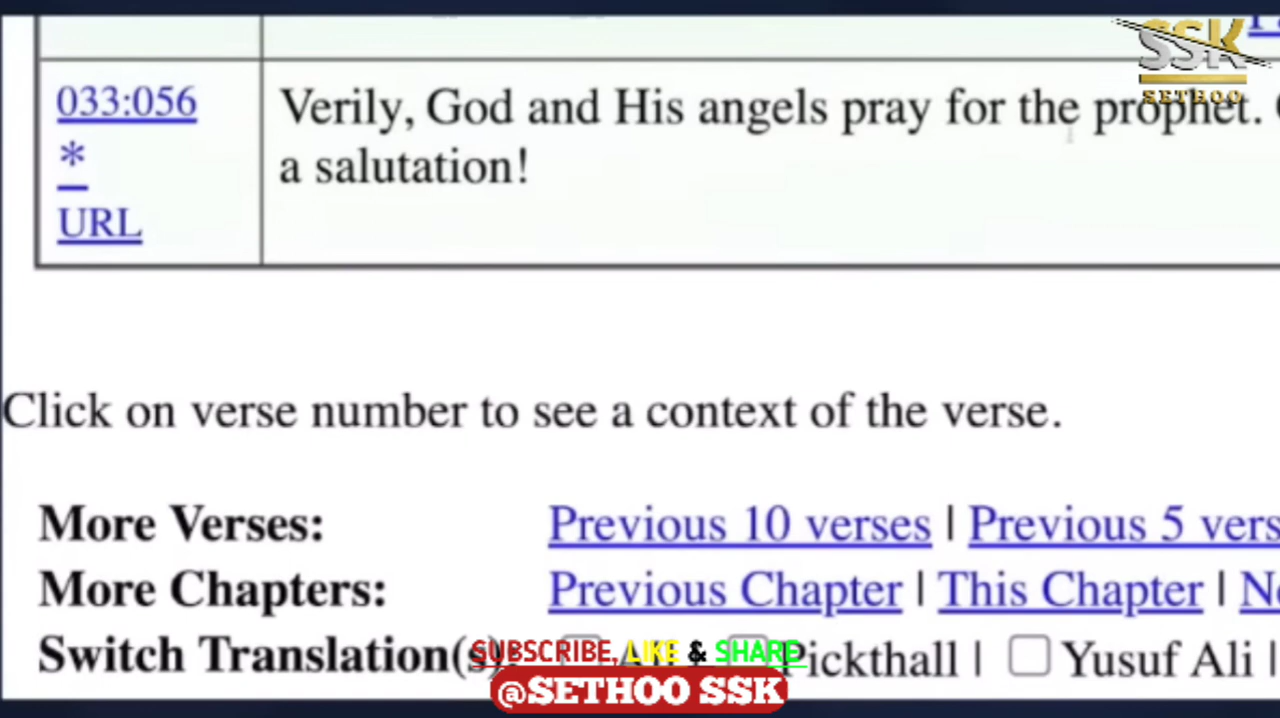 SSK
SETHOO
033:056
*
URL
Verily, God and His angels pray for the prophet.
a salutation!
Click on verse number to see a context of the verse.
More Verses: Previous 10 verses | Previous 5 vers
More Chapters: Previous Chapter | This Chapter |
Switch Translation(s): Pickthall | Yusuf Ali |
SUBSCRIBE, LIKE & SHARE
@SETHOO SSK